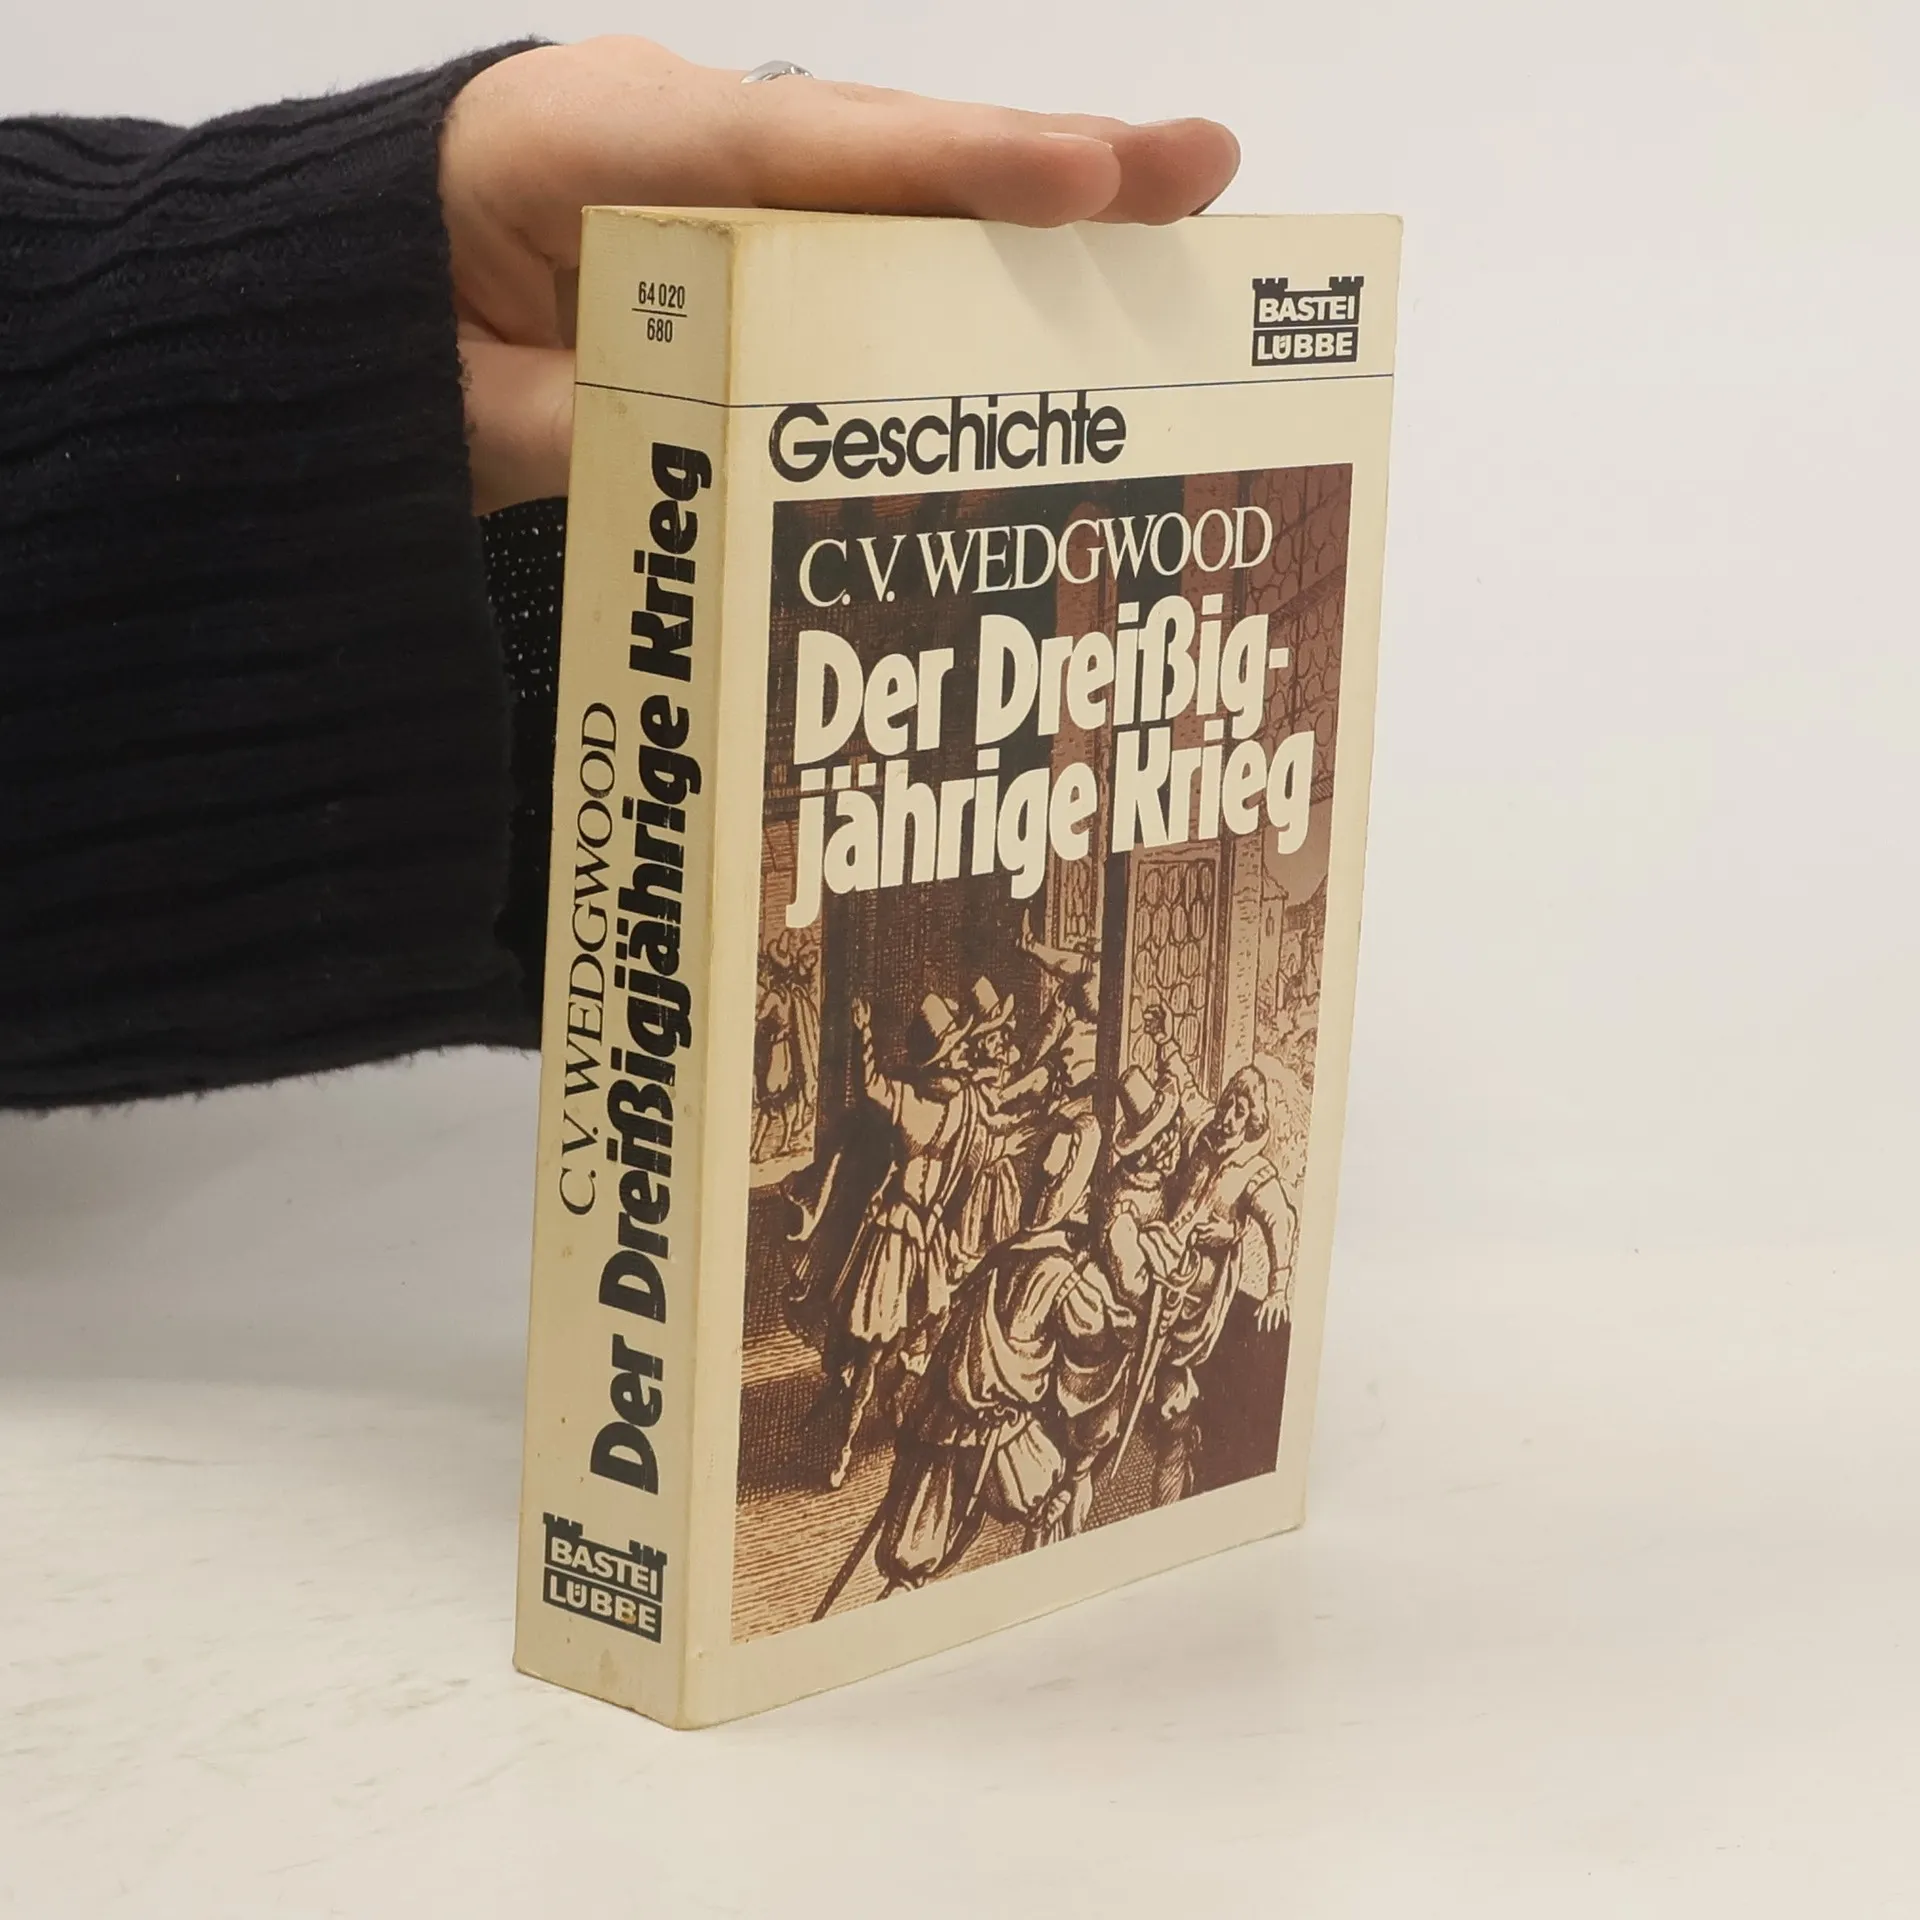 64 020
680
C. V. WEDGWOOD
Der Dreißigjährige Krieg
BASTEI
LÜBBE
BASTEI
LÜBBE
Geschichte
C. V. WEDGWOOD
Der Dreißig-
jährige Krieg